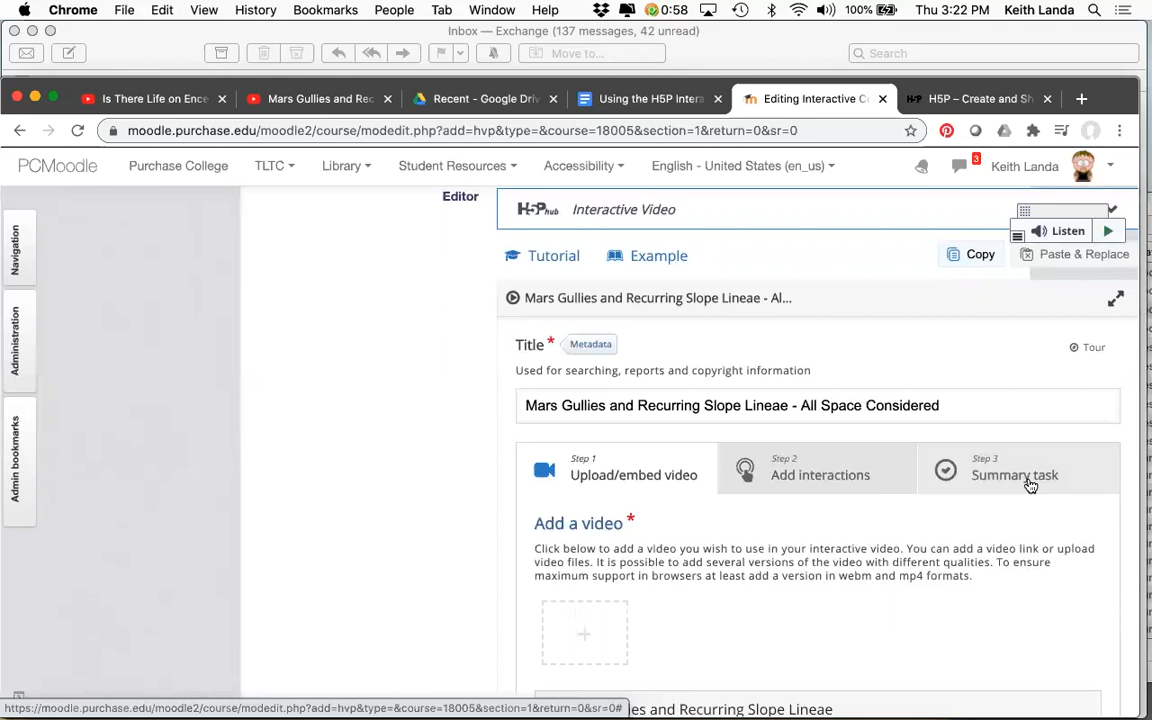 Chrome File Edit View History Bookmarks People Tab Window Help 0:58 100% Thu 3:22 PM Keith Landa
Inbox — Exchange (137 messages, 42 unread)
Move to... Search
Is There Life on Ence Mars Gullies and Rec Recent - Google Driv Using the H5P Intera Editing Interactive C H5P – Create and Sh
moodle.purchase.edu/moodle2/course/modedit.php?add=hvp&type=&course=18005&section=1&return=0&sr=0
PCMoodle Purchase College TLTC Library Student Resources Accessibility English - United States (en_us) 3 Keith Landa
Navigation
Administration
Admin bookmarks
Editor
H5P hub Interactive Video
Listen
Tutorial Example Copy Paste & Replace
Mars Gullies and Recurring Slope Lineae - Al...
Title * Metadata Tour
Used for searching, reports and copyright information
Mars Gullies and Recurring Slope Lineae - All Space Considered
Step 1 Step 2 Step 3
Upload/embed video Add interactions Summary task
Add a video *
Click below to add a video you wish to use in your interactive video. You can add a video link or upload
video files. It is possible to add several versions of the video with different qualities. To ensure
maximum support in browsers at least add a version in webm and mp4 formats.
+
https://moodle.purchase.edu/moodle2/course/modedit.php?add=hvp&type=&course=18005&section=1&return=0&sr=0#
es and Recurring Slope Lineae